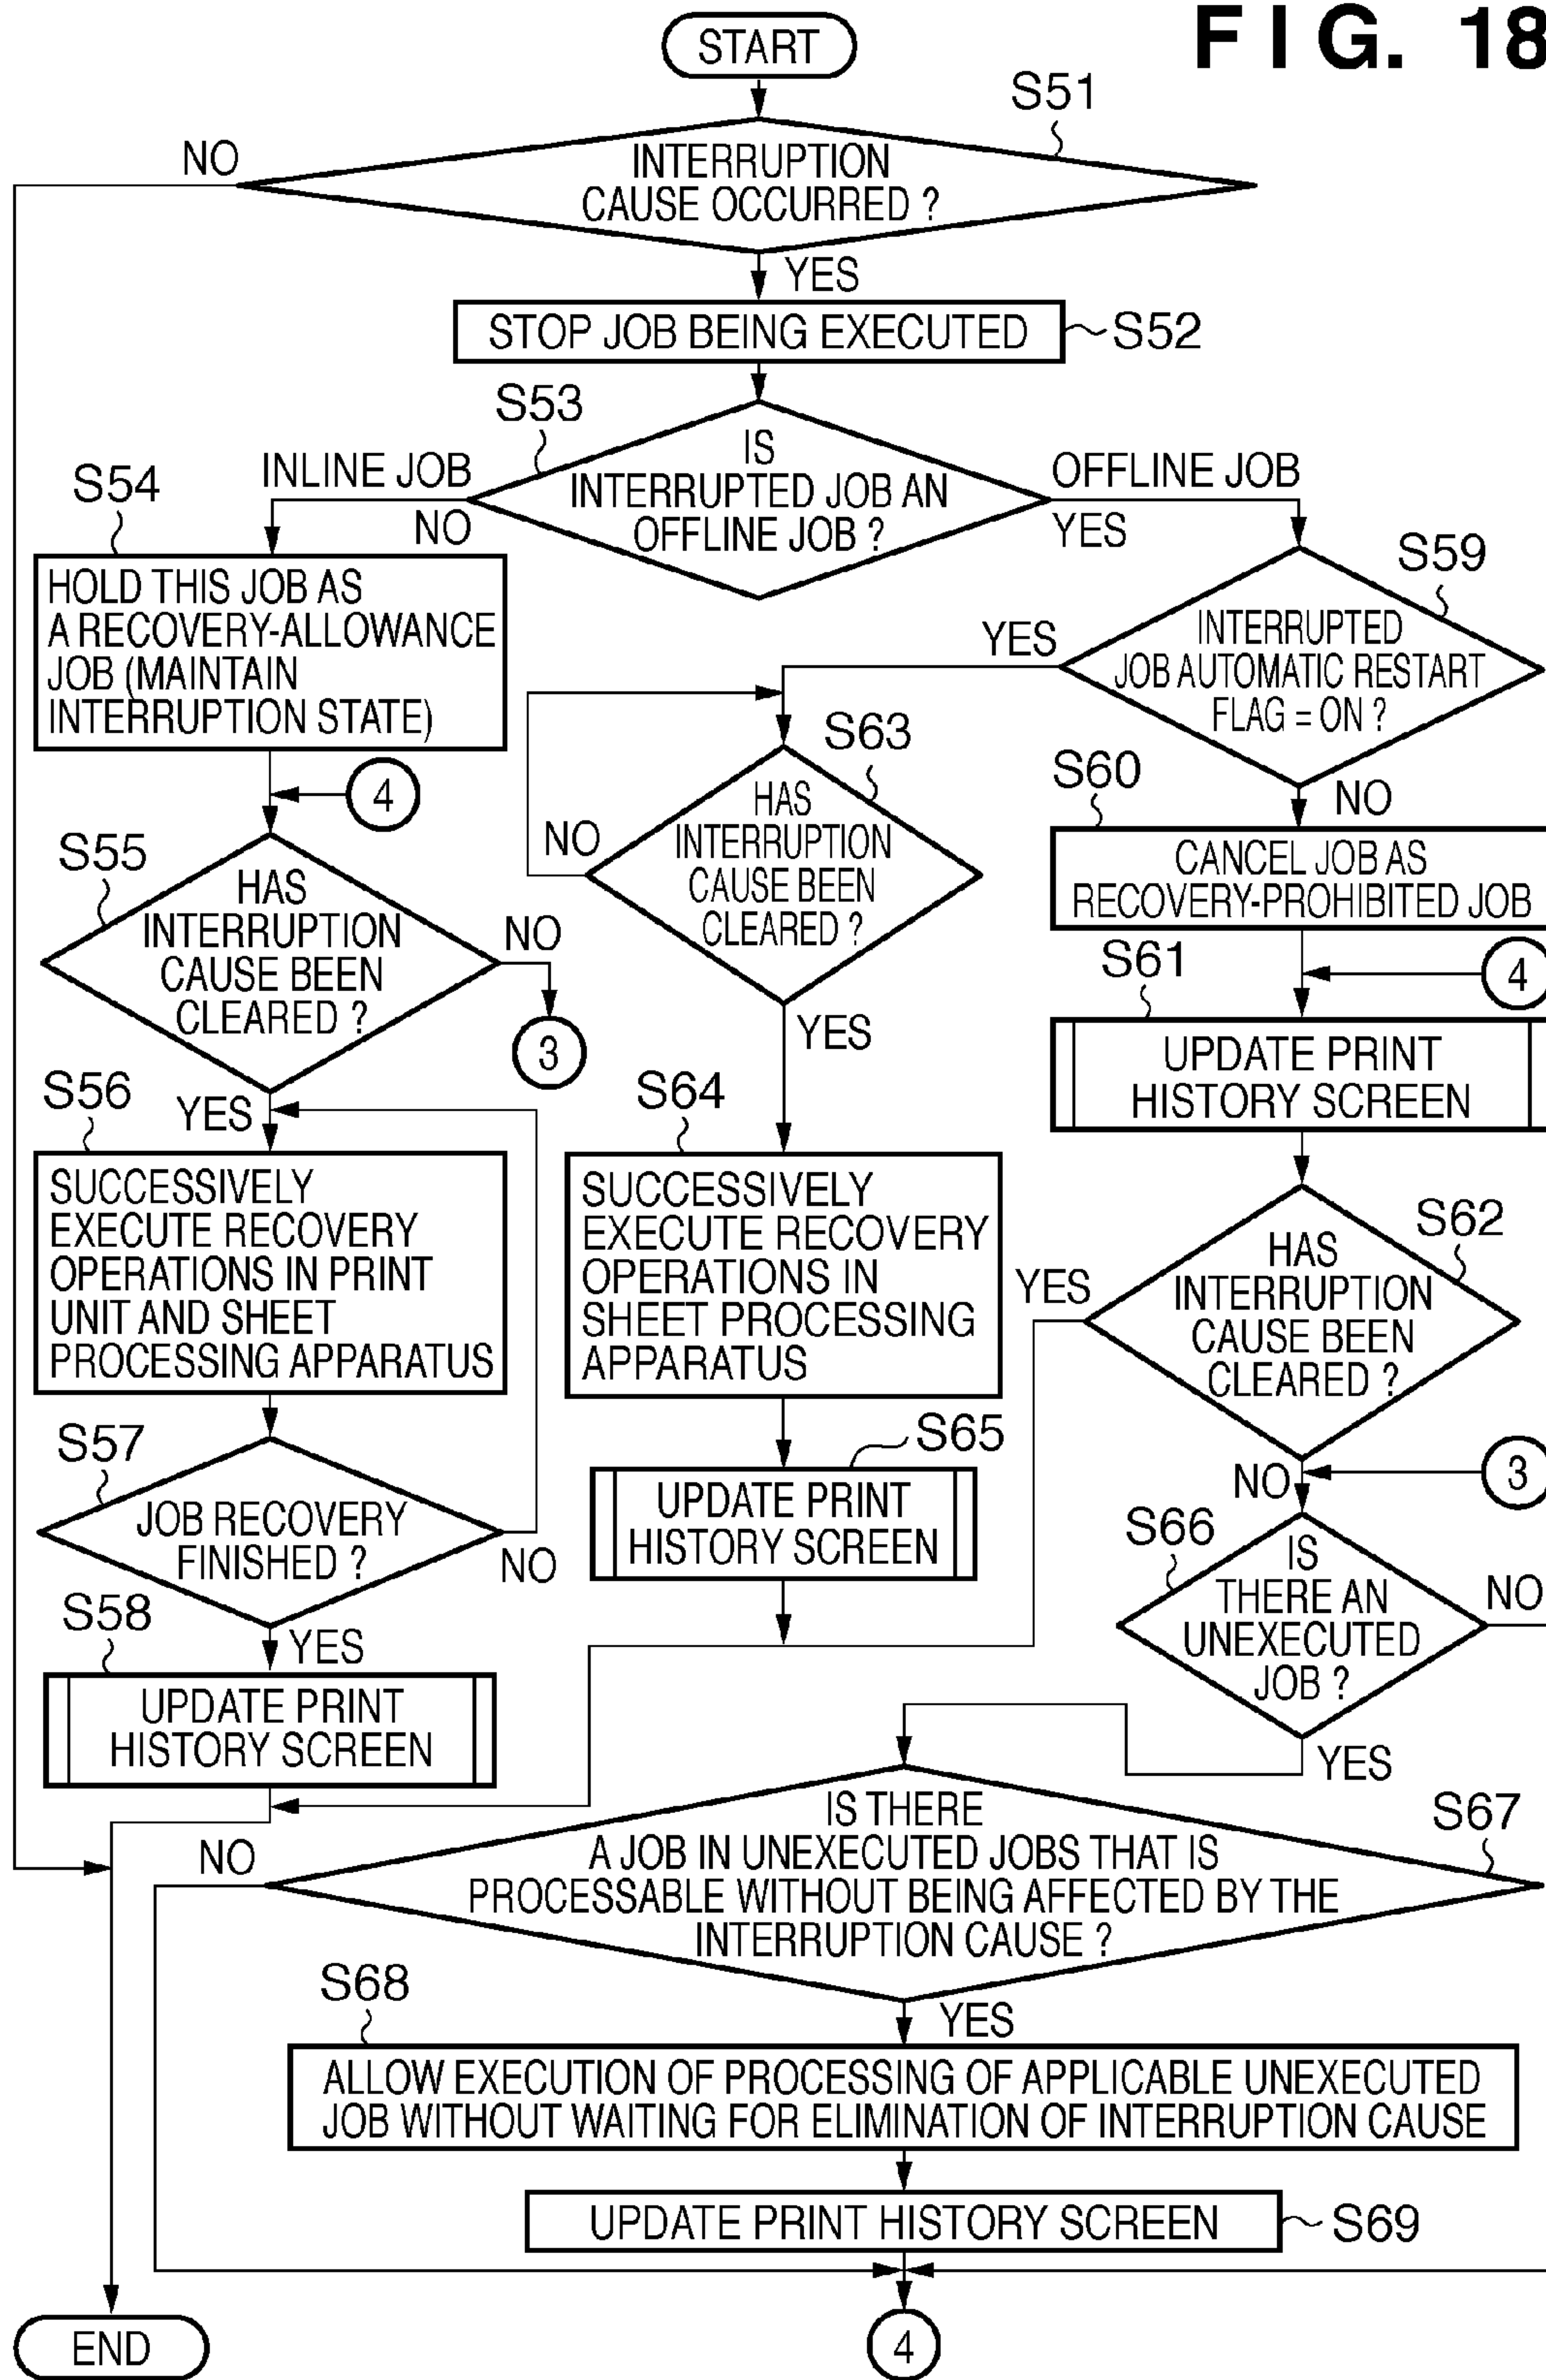 FIG. 18
START
S51
NO
INTERRUPTION
CAUSE OCCURRED ?
YES
STOP JOB BEING EXECUTED
S52
S53
IS
INTERRUPTED JOB AN
OFFLINE JOB ?
INLINE JOB
NO
OFFLINE JOB
YES
S54
HOLD THIS JOB AS
A RECOVERY-ALLOWANCE
JOB (MAINTAIN
INTERRUPTION STATE)
4
S59
INTERRUPTED
JOB AUTOMATIC RESTART
FLAG = ON ?
YES
NO
S55
HAS
INTERRUPTION
CAUSE BEEN
CLEARED ?
NO
3
YES
S63
HAS
INTERRUPTION
CAUSE BEEN
CLEARED ?
NO
YES
S60
CANCEL JOB AS
RECOVERY-PROHIBITED JOB
4
S61
UPDATE PRINT
HISTORY SCREEN
S56
SUCCESSIVELY
EXECUTE RECOVERY
OPERATIONS IN PRINT
UNIT AND SHEET
PROCESSING APPARATUS
S64
SUCCESSIVELY
EXECUTE RECOVERY
OPERATIONS IN
SHEET PROCESSING
APPARATUS
S62
HAS
INTERRUPTION
CAUSE BEEN
CLEARED ?
YES
NO
3
S57
JOB RECOVERY
FINISHED ?
NO
YES
S65
UPDATE PRINT
HISTORY SCREEN
S66
IS
THERE AN
UNEXECUTED
JOB ?
NO
YES
S58
UPDATE PRINT
HISTORY SCREEN
S67
IS THERE
A JOB IN UNEXECUTED JOBS THAT IS
PROCESSABLE WITHOUT BEING AFFECTED BY THE
INTERRUPTION CAUSE ?
NO
YES
S68
ALLOW EXECUTION OF PROCESSING OF APPLICABLE UNEXECUTED
JOB WITHOUT WAITING FOR ELIMINATION OF INTERRUPTION CAUSE
UPDATE PRINT HISTORY SCREEN
S69
END
4